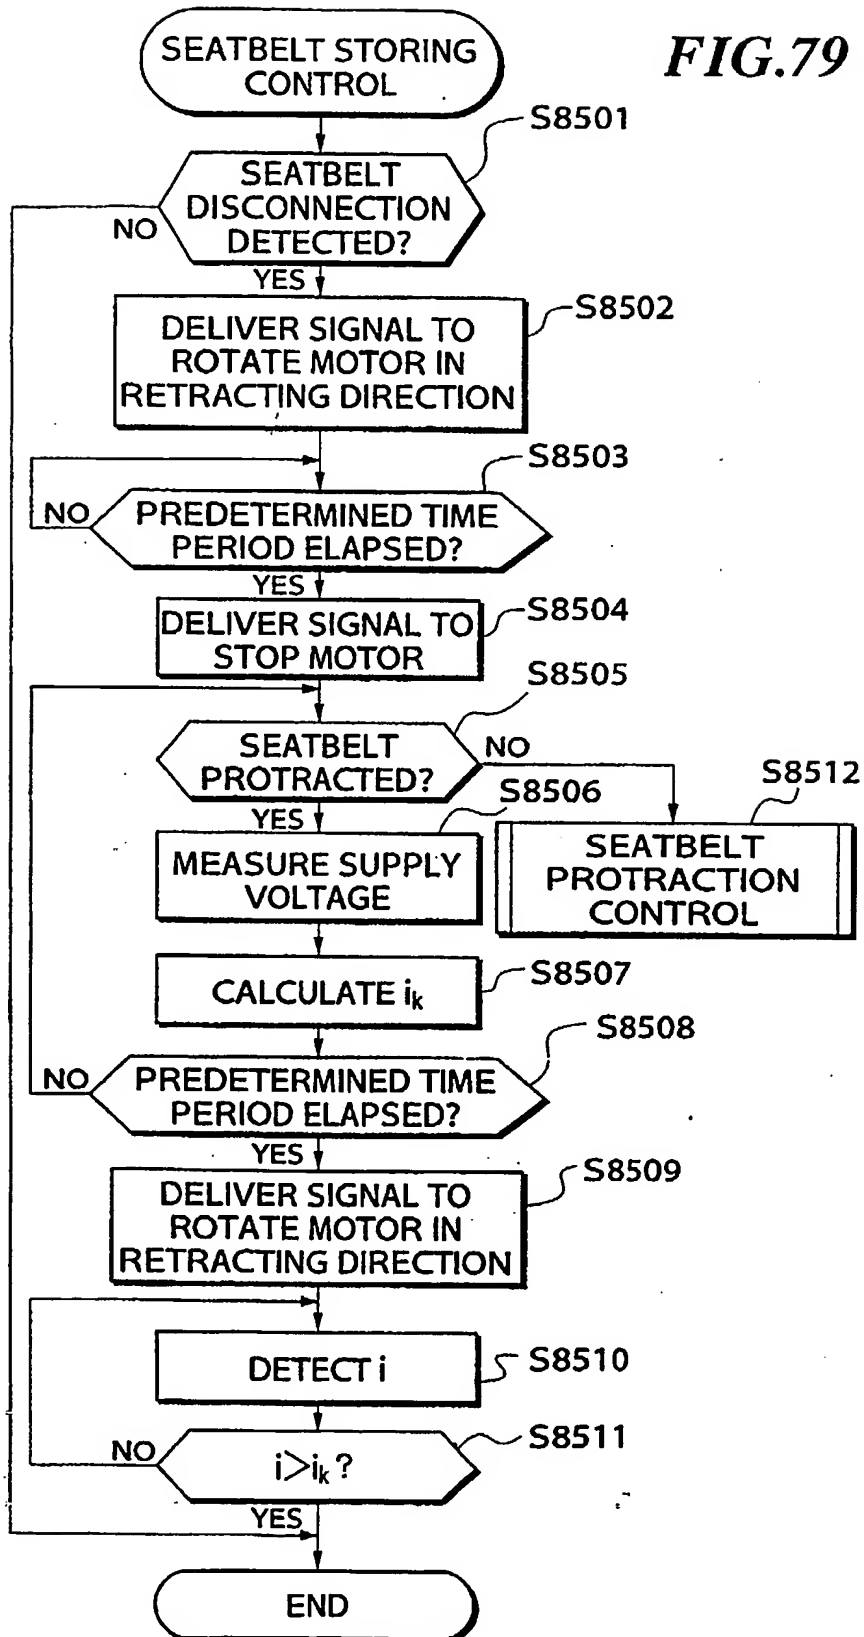 SEATBELT STORING
CONTROL
FIG.79
S8501
SEATBELT
DISCONNECTION
DETECTED?
NO
YES
S8502
DELIVER SIGNAL TO
ROTATE MOTOR IN
RETRACTING DIRECTION
S8503
NO
PREDETERMINED TIME
PERIOD ELAPSED?
YES
S8504
DELIVER SIGNAL TO
STOP MOTOR
S8505
SEATBELT
PROTRACTED?
NO
YES
S8506
S8512
MEASURE SUPPLY
VOLTAGE
SEATBELT
PROTRACTION
CONTROL
S8507
CALCULATE ik
S8508
NO
PREDETERMINED TIME
PERIOD ELAPSED?
YES
S8509
DELIVER SIGNAL TO
ROTATE MOTOR IN
RETRACTING DIRECTION
DETECT i
S8510
NO
i>ik?
S8511
YES
END